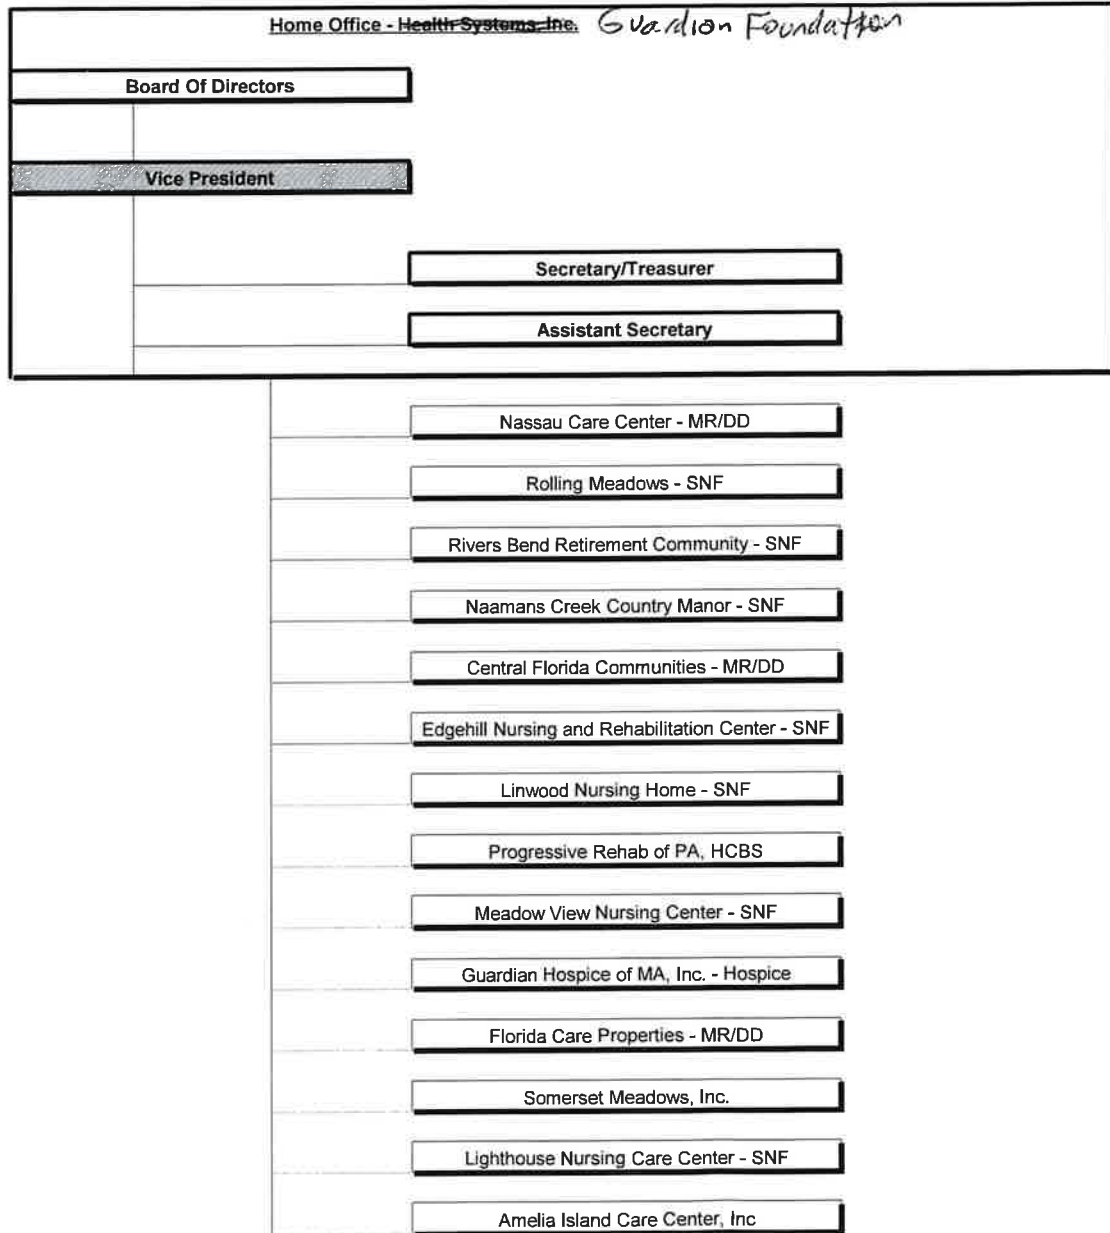 Home Office - Health Systems, Inc. Guardian Foundation
Board Of Directors
Vice President
Secretary/Treasurer
Assistant Secretary
Nassau Care Center - MR/DD
Rolling Meadows - SNF
Rivers Bend Retirement Community - SNF
Naamans Creek Country Manor - SNF
Central Florida Communities - MR/DD
Edgehill Nursing and Rehabilitation Center - SNF
Linwood Nursing Home - SNF
Progressive Rehab of PA, HCBS
Meadow View Nursing Center - SNF
Guardian Hospice of MA, Inc. - Hospice
Florida Care Properties - MR/DD
Somerset Meadows, Inc.
Lighthouse Nursing Care Center - SNF
Amelia Island Care Center, Inc